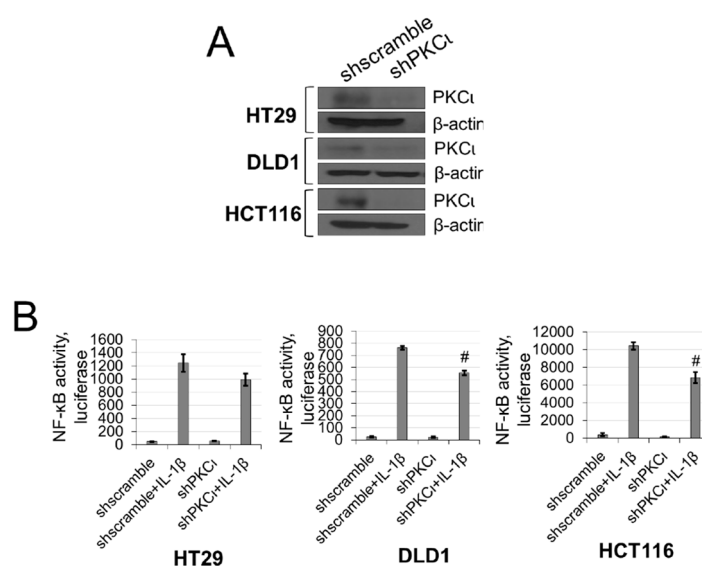 A
shscramble
shPKCι
HT29
PKCι
β-actin
DLD1
PKCι
β-actin
HCT116
PKCι
β-actin
B
NF-κB activity,
luciferase
1600
1400
1200
1000
800
600
400
200
0
shscramble
shscramble+IL-1β
shPKCι
shPKCι+IL-1β
HT29
NF-κB activity,
luciferase
900
800
700
600
500
400
300
200
100
0
#
shscramble
shscramble+IL-1β
shPKCι
shPKCι+IL-1β
DLD1
NF-κB activity,
luciferase
12000
10000
8000
6000
4000
2000
0
#
shscramble
shscramble+IL-1β
shPKCι
shPKCι+IL-1β
HCT116